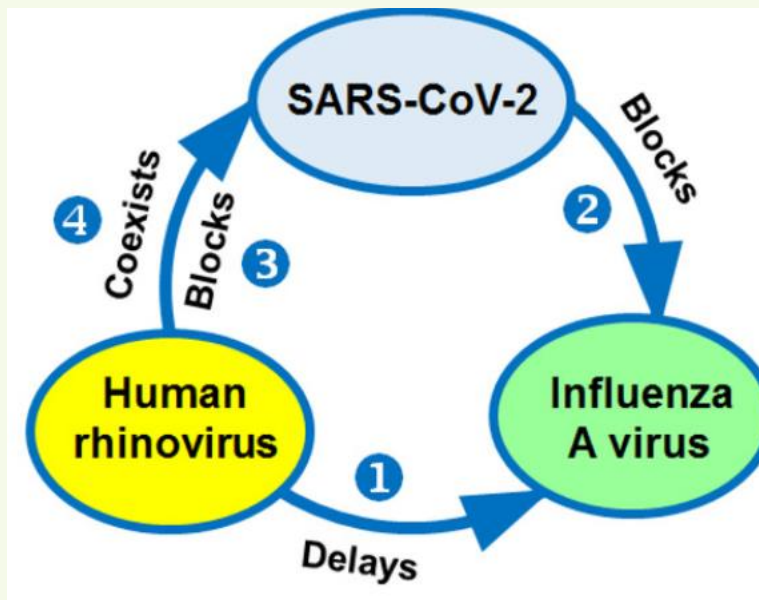 SARS-CoV-2
Blocks
2
4
Coexists
Blocks
3
Human
rhinovirus
Influenza
A virus
1
Delays